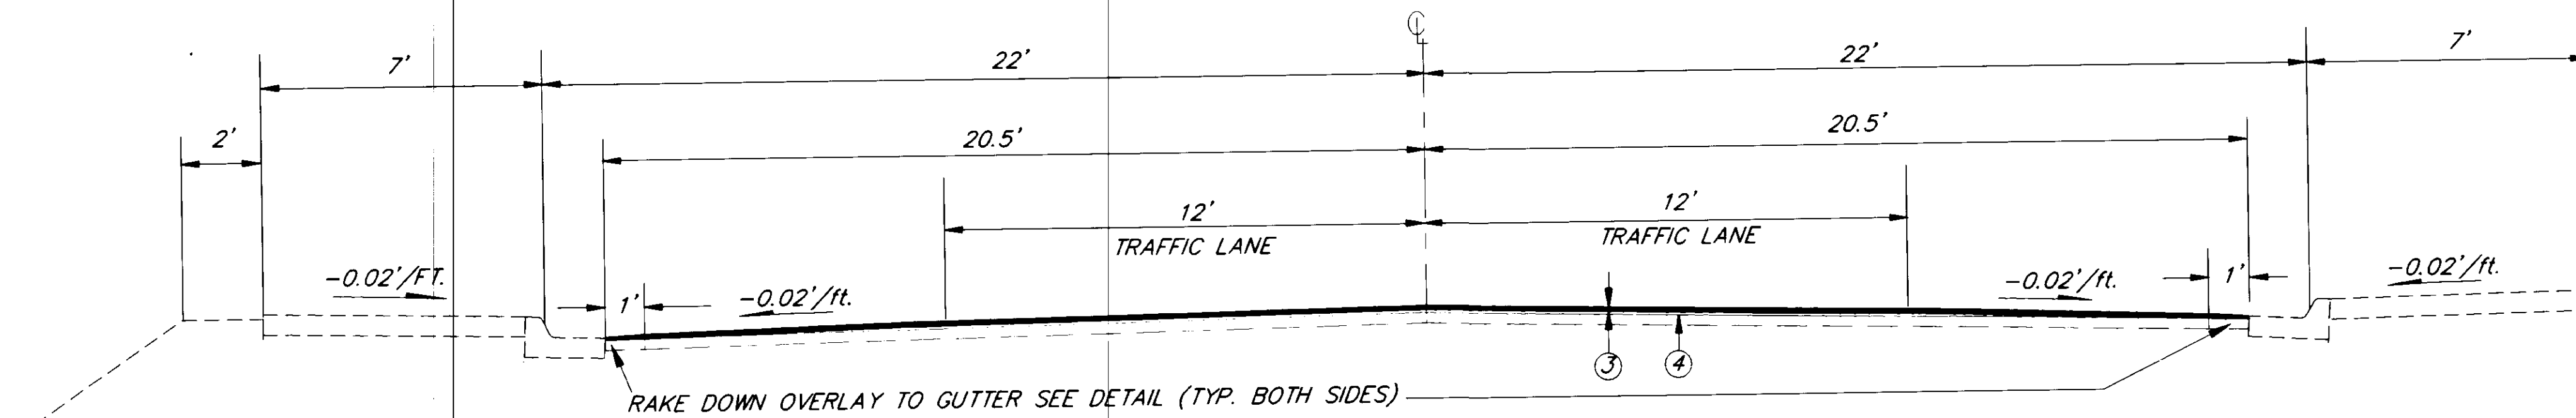 ℄
7' 22' 22' 7'
2' 20.5' 20.5'
12' 12'
TRAFFIC LANE TRAFFIC LANE
-0.02'/FT. 1' -0.02'/ft. -0.02'/ft. 1' -0.02'/ft.
3 4
RAKE DOWN OVERLAY TO GUTTER SEE DETAIL (TYP. BOTH SIDES)